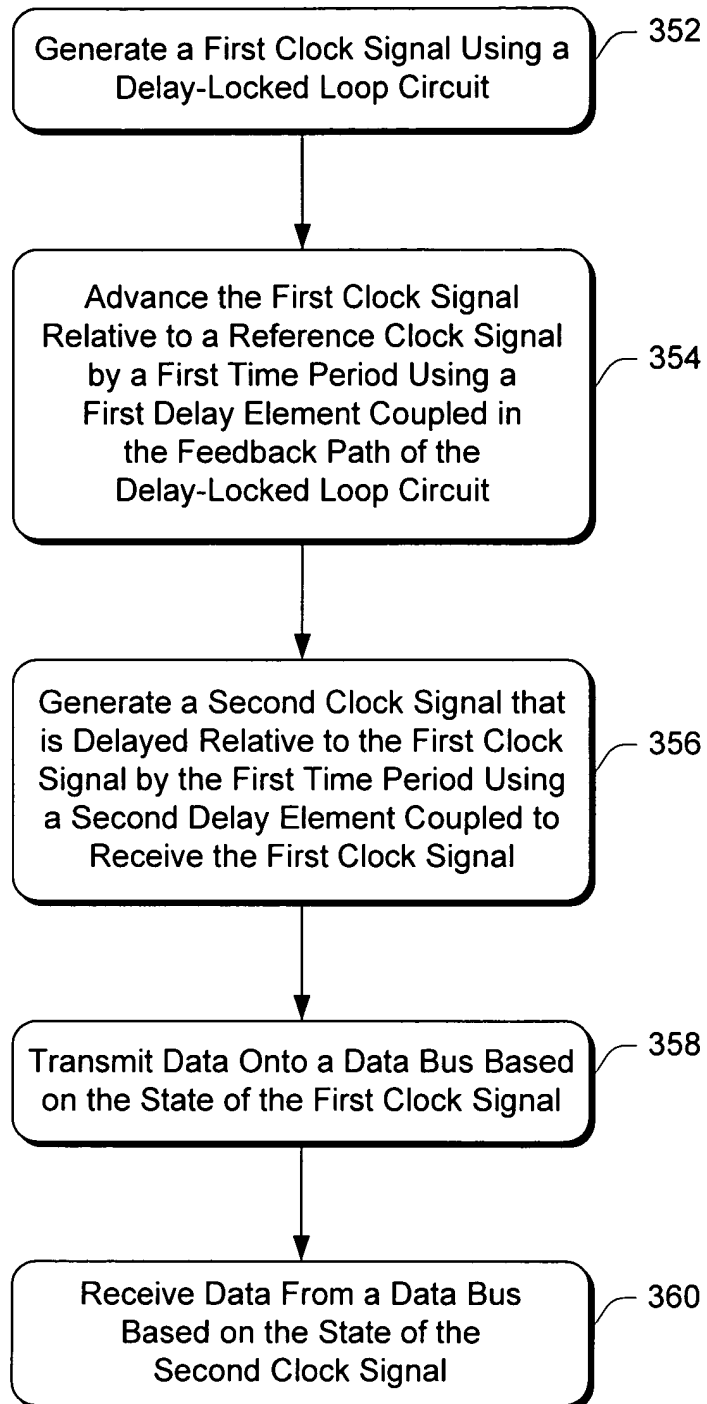 Generate a First Clock Signal Using a
Delay-Locked Loop Circuit
352
Advance the First Clock Signal
Relative to a Reference Clock Signal
by a First Time Period Using a
First Delay Element Coupled in
the Feedback Path of the
Delay-Locked Loop Circuit
354
Generate a Second Clock Signal that
is Delayed Relative to the First Clock
Signal by the First Time Period Using
a Second Delay Element Coupled to
Receive the First Clock Signal
356
Transmit Data Onto a Data Bus Based
on the State of the First Clock Signal
358
Receive Data From a Data Bus
Based on the State of the
Second Clock Signal
360